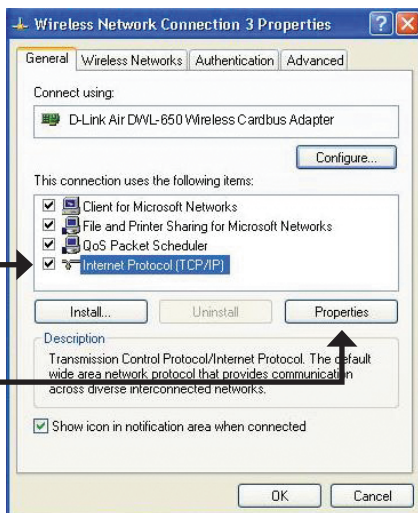 Wireless Network Connection 3 Properties
General Wireless Networks Authentication Advanced
Connect using:
D-Link Air DWL-650 Wireless Cardbus Adapter
Configure...
This connection uses the following items:
Client for Microsoft Networks
File and Printer Sharing for Microsoft Networks
QoS Packet Scheduler
Internet Protocol (TCP/IP)
Install... Uninstall Properties
Description
Transmission Control Protocol/Internet Protocol. The default
wide area network protocol that provides communication
across diverse interconnected networks.
Show icon in notification area when connected
OK Cancel